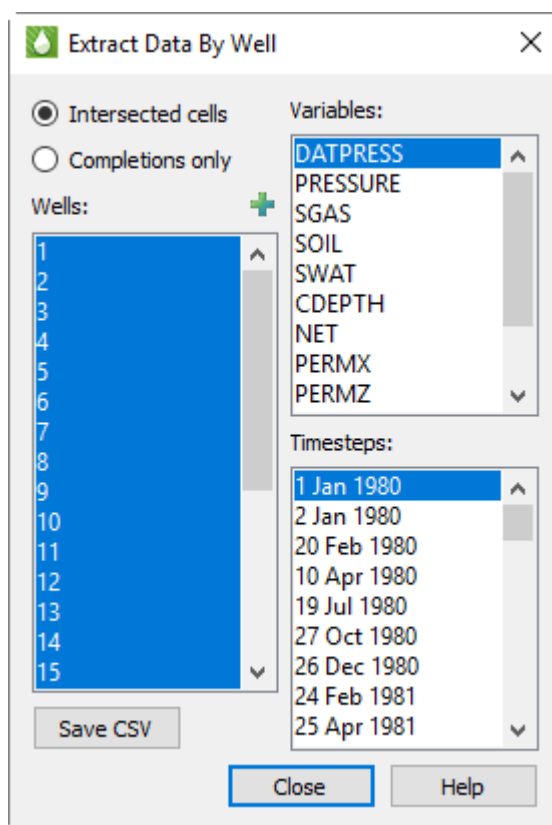 Extract Data By Well
Intersected cells
Completions only
Wells:
1
2
3
4
5
6
7
8
9
10
11
12
13
14
15
Save CSV
Variables:
DATPRESS
PRESSURE
SGAS
SOIL
SWAT
CDEPTH
NET
PERMX
PERMZ
Timesteps:
1 Jan 1980
2 Jan 1980
20 Feb 1980
10 Apr 1980
19 Jul 1980
27 Oct 1980
26 Dec 1980
24 Feb 1981
25 Apr 1981
Close
Help